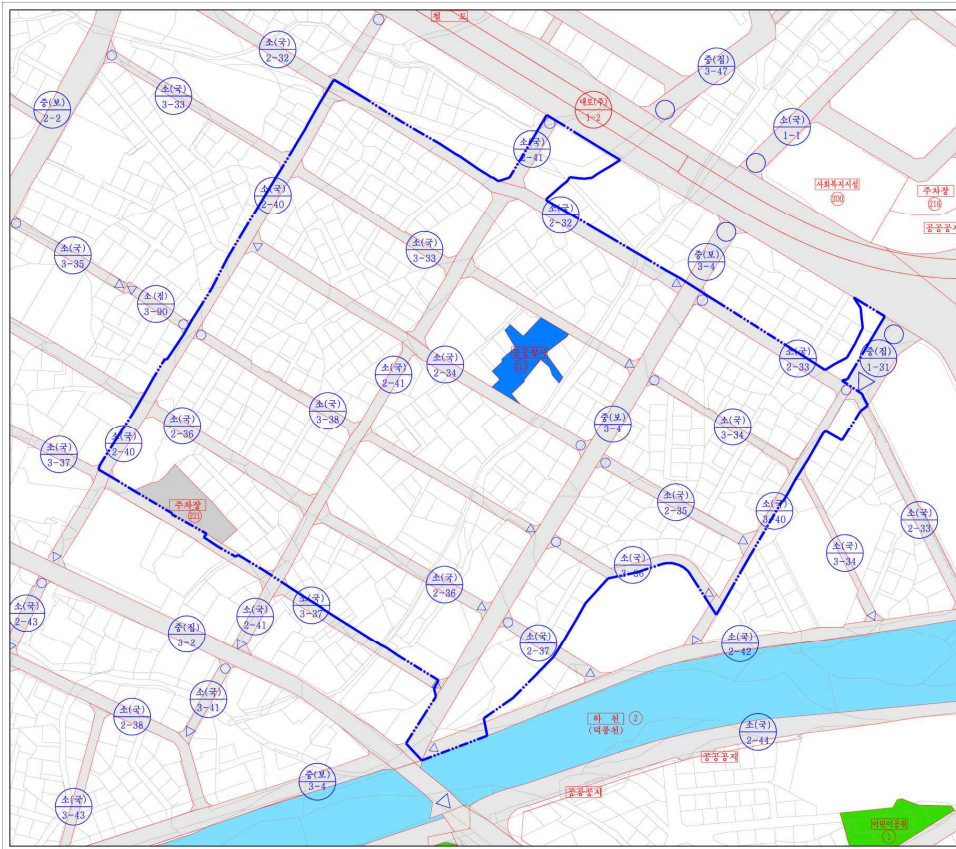 철 도
소(국)
2-32
중(집)
3-47
중(보)
2-2
소(국)
3-33
대로(주)
1-2
소(국)
1-1
소(국)
2-41
사회복지시설
200
주차장
216
소(국)
2-40
소(국)
2-32
공공공지
소(국)
3-35
소(국)
3-33
중(보)
3-4
소(집)
3-90
소(국)
2-34
소(국)
2-33
중(집)
1-31
소(국)
2-41
소(국)
3-38
소(국)
2-36
중(보)
3-4
소(국)
3-34
소(국)
2-40
소(국)
3-37
주차장
221
소(국)
2-35
소(국)
3-40
소(국)
2-33
소(국)
3-34
소(국)
3-36
소(국)
2-36
소(국)
3-37
소(국)
2-43
소(국)
2-41
중(집)
3-2
소(국)
2-37
소(국)
2-42
소(국)
3-41
소(국)
2-38
하 천
2
(덕풍천)
소(국)
2-44
공공공지
중(보)
3-4
공공공지
소(국)
3-43
어린이공원
1